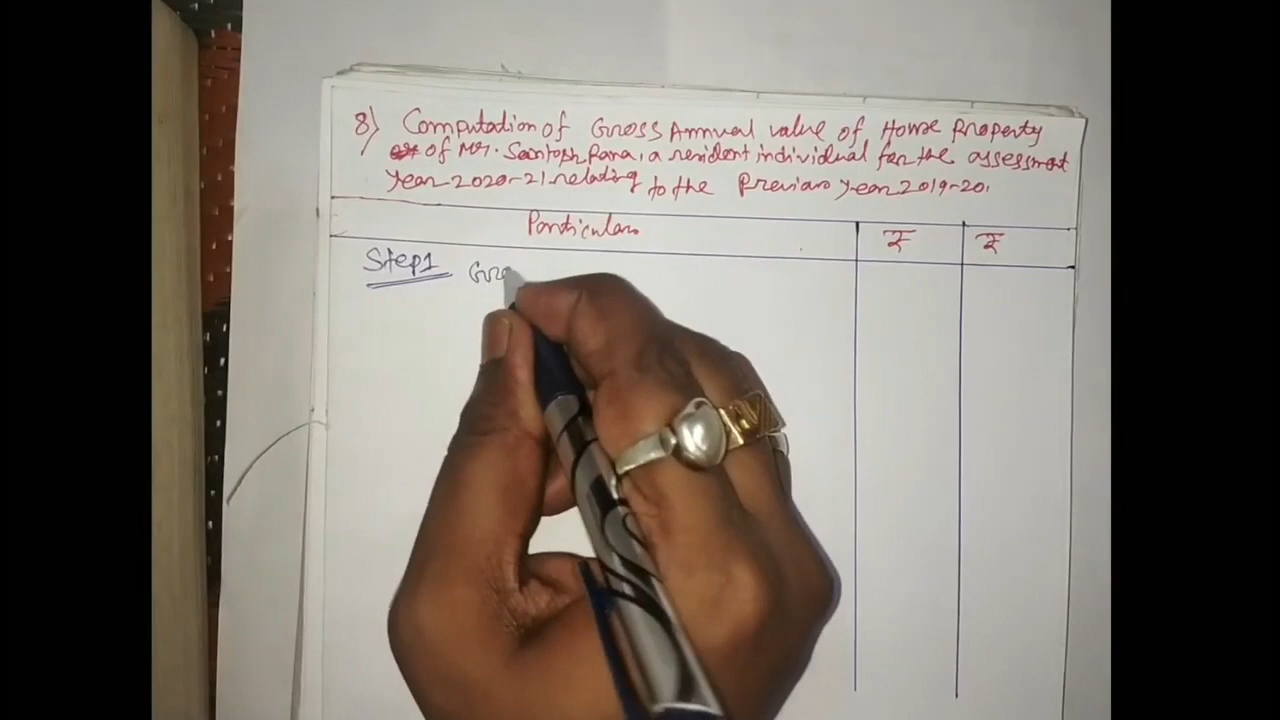 8) Computation of Gross Annual value of House Property
of Mr. Santosh Rana, a resident individual for the assessment
year 2020-21 relating to the Previous year 2019-20.
Particulars ₹ ₹
Step1 Gro